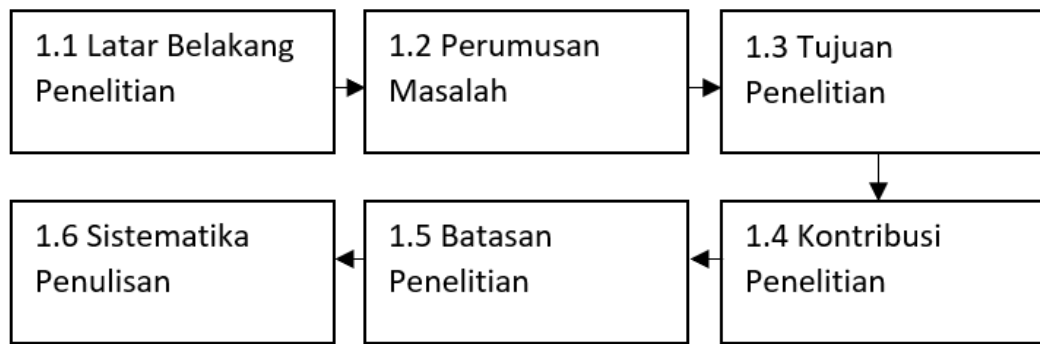 1.1 Latar Belakang
Penelitian
1.2 Perumusan
Masalah
1.3 Tujuan
Penelitian
1.4 Kontribusi
Penelitian
1.5 Batasan
Penelitian
1.6 Sistematika
Penulisan